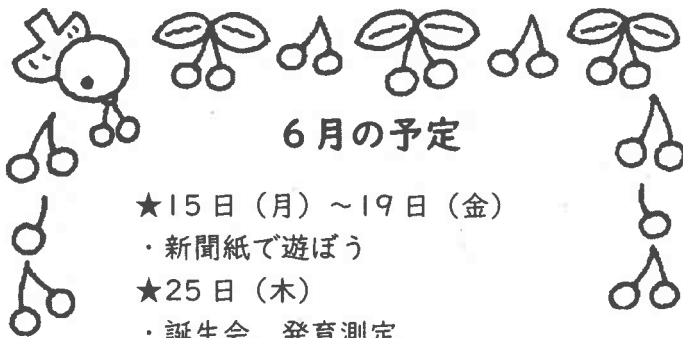 6月の予定
★15日（月）～19日（金）
・新聞紙で遊ぼう
★25日（木）
・誕生会、発育測定